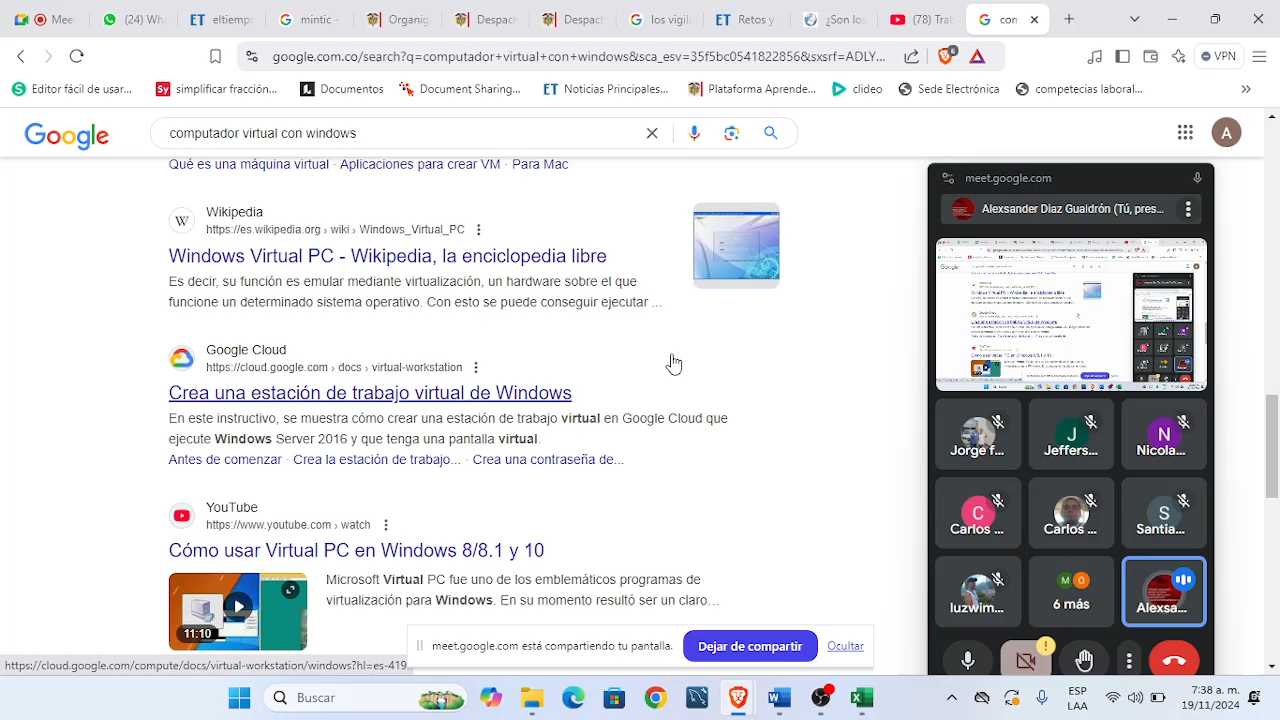 Mee
(24) Wh
ET eltiemp
mintic -
Organig
Despach
Despach
los vigila
ET Retos y
¿Son los
(78) Tral
com
google.com.co/search?q=computador+virtual+con+windows&sca_esv=35f5bc0541822856&sxsrf=ADLY...
6
VPN
Editor fácil de usar...
Sy simplificar fracción...
Documentos
Document Sharing...
ET Noticias Principales...
Plataforma Aprende...
clideo
Sede Electrónica
competecias laboral...
Google
computador virtual con windows
A
Qué es una máquina virtual · Aplicaciones para crear VM · Para Mac
W
Wikipedia
https://es.wikipedia.org › wiki › Windows_Virtual_PC
Windows Virtual PC - Wikipedia, la enciclopedia libre
Es decir, su función es emular mediante virtualización, un hardware sobre el que
funcione un determinado sistema operativo. Con esto se puede conseguir ejecutar ...
Google Cloud
https://cloud.google.com › virtual-workstation
Crea una estación de trabajo virtual de Windows
En este instructivo, se muestra cómo crear una estación de trabajo virtual en Google Cloud que
ejecute Windows Server 2016 y que tenga una pantalla virtual.
Antes de comenzar · Crea la estación de trabajo... · Crea una contraseña de...
YouTube
https://www.youtube.com › watch
Cómo usar Virtual PC en Windows 8/8.1 y 10
Microsoft Virtual PC fue uno de los emblemáticos programas de
virtualización para Windows. En su momento resultó ser un claro...
11:10
meet.google.com está compartiendo tu pantalla.
Dejar de compartir
Ocultar
https://cloud.google.com/compute/docs/virtual-workstation/windows?hl=es-419
meet.google.com
Alexsander Diaz Gualdrón (Tú, pres...
Jorge f...
J
Jeffers...
N
Nicola...
C
Carlos ...
Carlos ...
S
Santia...
luzwim...
M O
6 más
Alexsa...
Buscar
ESP
LAA
7:38 a. m.
19/11/2024